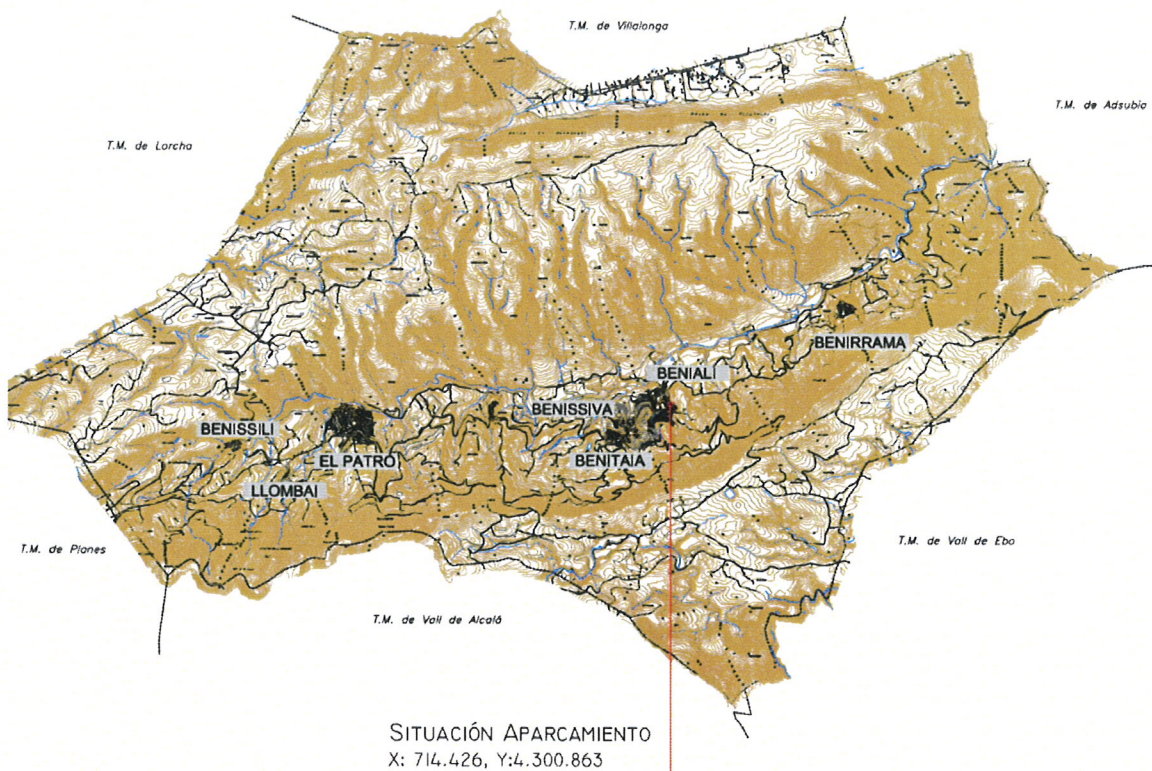 T.M. de Villalonga
T.M. de Adsubia
T.M. de Lorcha
BENIRRAMA
BENIALÍ
BENISSIVA
BENISSILI
EL PATRÓ
BENITAIA
LLOMBAI
T.M. de Planes
T.M. de Vall de Ebo
T.M. de Vall de Alcalá
SITUACIÓN APARCAMIENTO
X: 714.426, Y:4.300.863